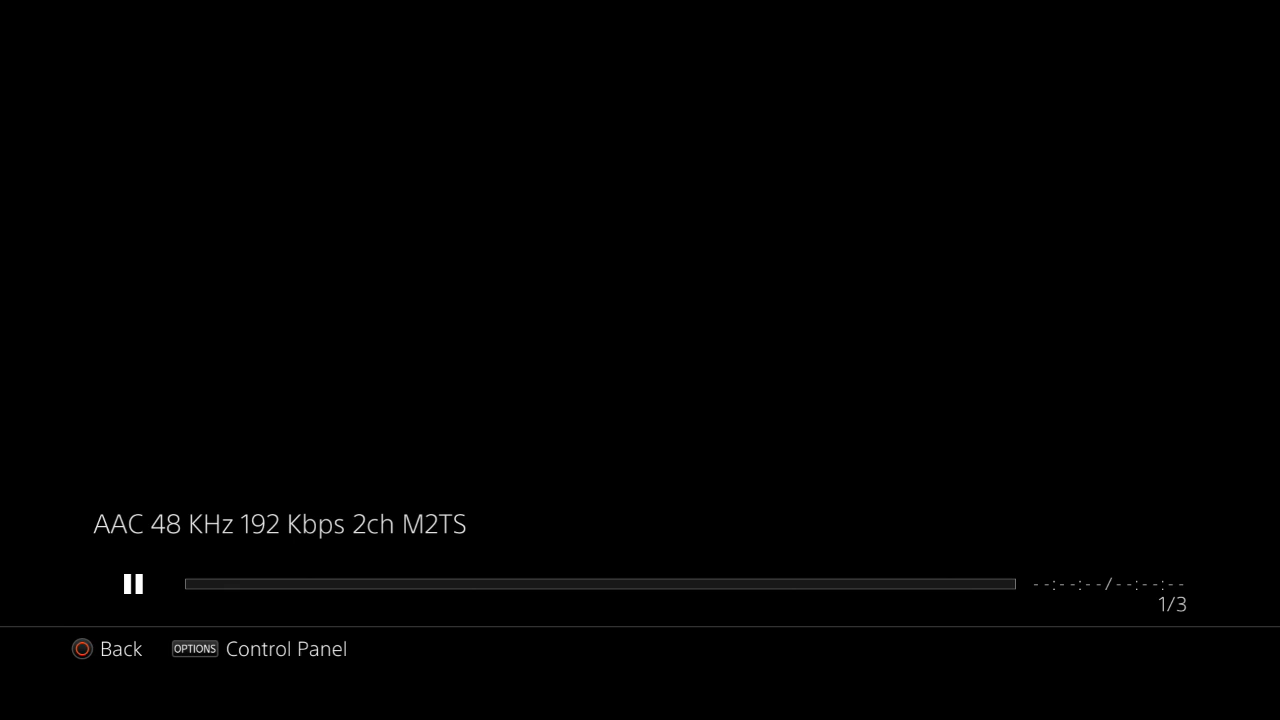 AAC 48 KHz 192 Kbps 2ch M2TS
--:--:--/--:--:--
1/3
Back OPTIONS Control Panel